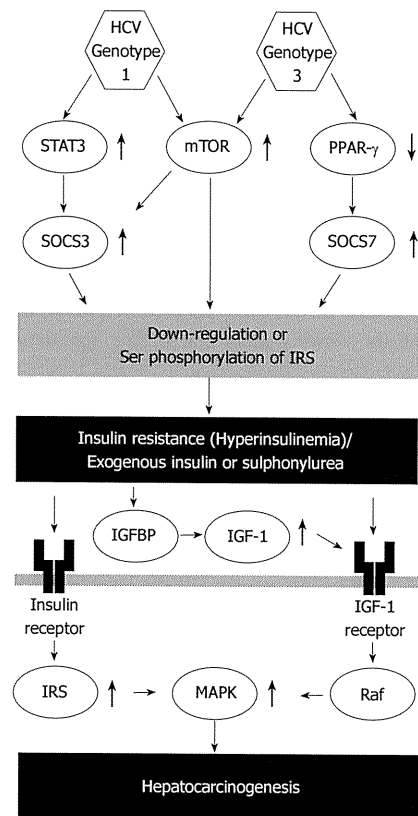 HCV
Genotype
1
HCV
Genotype
3
STAT3
mTOR
PPAR-γ
SOCS3
SOCS7
Down-regulation or
Ser phosphorylation of IRS
Insulin resistance (Hyperinsulinemia)/
Exogenous insulin or sulphonylurea
IGFBP
IGF-1
Insulin
receptor
IGF-1
receptor
IRS
MAPK
Raf
Hepatocarcinogenesis